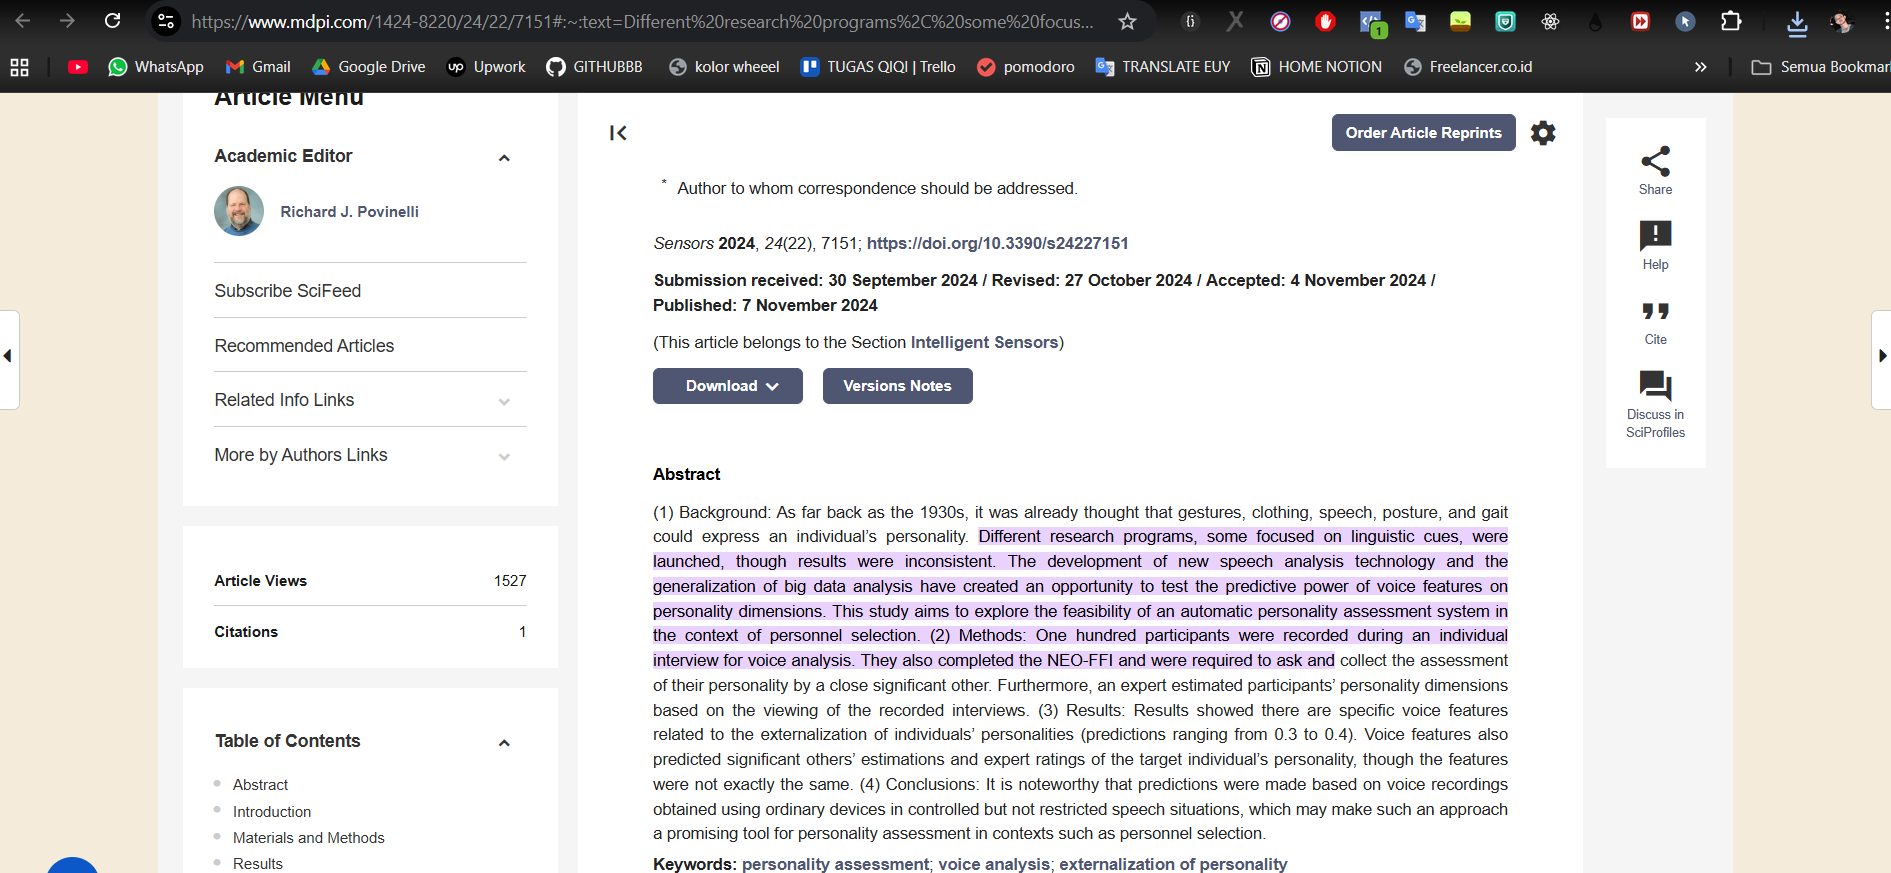 https://www.mdpi.com/1424-8220/24/22/7151#:~:text=Different%20research%20programs%2C%20some%20focus...
1
WhatsApp
Gmail
Google Drive
up
Upwork
GITHUBBB
kolor wheeel
TUGAS QIQI | Trello
pomodoro
TRANSLATE EUY
HOME NOTION
Freelancer.co.id
»
Semua Bookmar
Article Menu
Academic Editor
Richard J. Povinelli
Subscribe SciFeed
Recommended Articles
Related Info Links
More by Authors Links
Article Views 1527
Citations 1
Table of Contents
Abstract
Introduction
Materials and Methods
Results
Order Article Reprints
* Author to whom correspondence should be addressed.
Sensors 2024, 24(22), 7151; https://doi.org/10.3390/s24227151
Submission received: 30 September 2024 / Revised: 27 October 2024 / Accepted: 4 November 2024 /
Published: 7 November 2024
(This article belongs to the Section Intelligent Sensors)
Download
Versions Notes
Abstract
(1) Background: As far back as the 1930s, it was already thought that gestures, clothing, speech, posture, and gait
could express an individual’s personality. Different research programs, some focused on linguistic cues, were
launched, though results were inconsistent. The development of new speech analysis technology and the
generalization of big data analysis have created an opportunity to test the predictive power of voice features on
personality dimensions. This study aims to explore the feasibility of an automatic personality assessment system in
the context of personnel selection. (2) Methods: One hundred participants were recorded during an individual
interview for voice analysis. They also completed the NEO-FFI and were required to ask and collect the assessment
of their personality by a close significant other. Furthermore, an expert estimated participants’ personality dimensions
based on the viewing of the recorded interviews. (3) Results: Results showed there are specific voice features
related to the externalization of individuals’ personalities (predictions ranging from 0.3 to 0.4). Voice features also
predicted significant others’ estimations and expert ratings of the target individual’s personality, though the features
were not exactly the same. (4) Conclusions: It is noteworthy that predictions were made based on voice recordings
obtained using ordinary devices in controlled but not restricted speech situations, which may make such an approach
a promising tool for personality assessment in contexts such as personnel selection.
Keywords: personality assessment; voice analysis; externalization of personality
Share
Help
Cite
Discuss in
SciProfiles